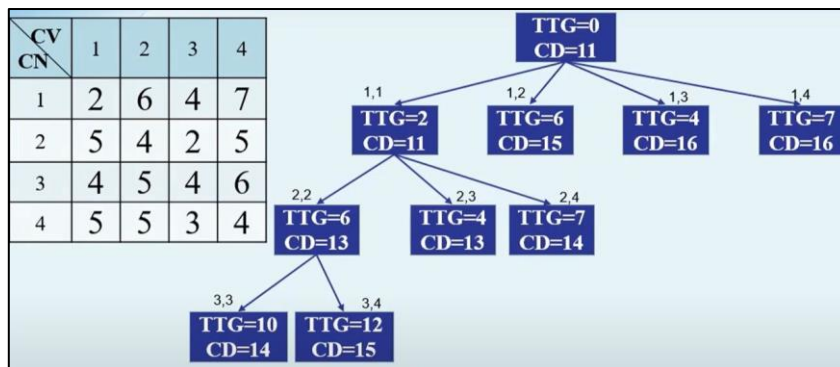 CV
CN
1 2 3 4
1 2 6 4 7
2 5 4 2 5
3 4 5 4 6
4 5 5 3 4
TTG=0
CD=11
1,1 1,2 1,3 1,4
TTG=2
CD=11
TTG=6
CD=15
TTG=4
CD=16
TTG=7
CD=16
2,2 2,3 2,4
TTG=6
CD=13
TTG=4
CD=13
TTG=7
CD=14
3,3 3,4
TTG=10
CD=14
TTG=12
CD=15